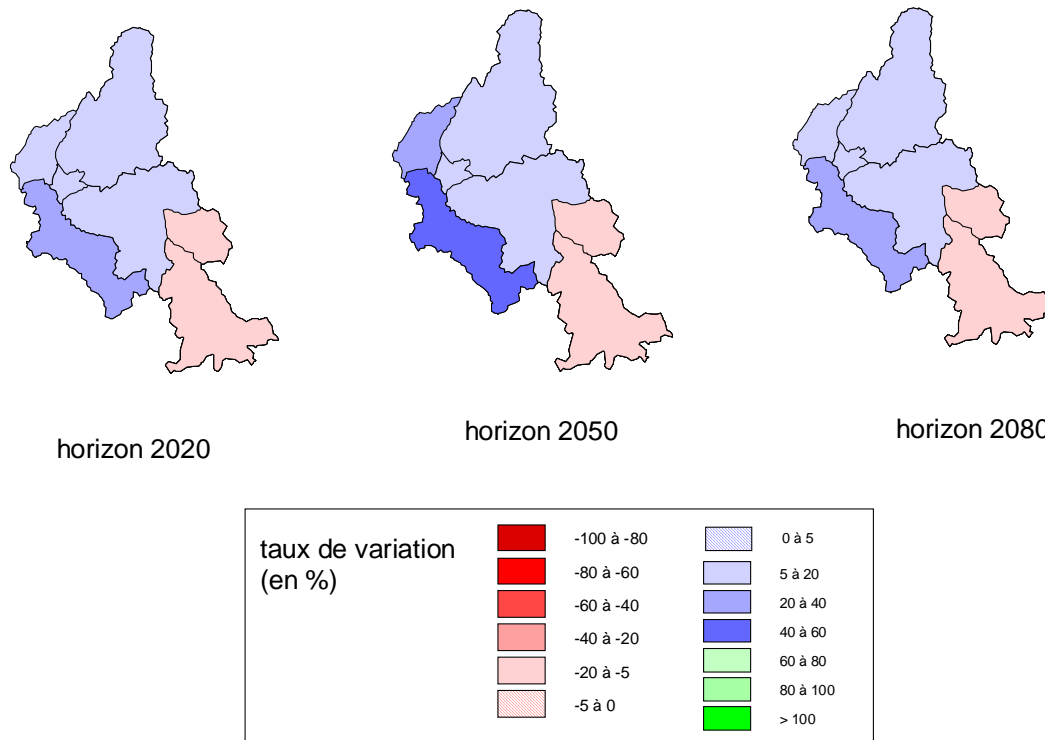 horizon 2020
horizon 2050
horizon 2080
taux de variation
(en %)
-100 à -80
-80 à -60
-60 à -40
-40 à -20
-20 à -5
-5 à 0
0 à 5
5 à 20
20 à 40
40 à 60
60 à 80
80 à 100
> 100